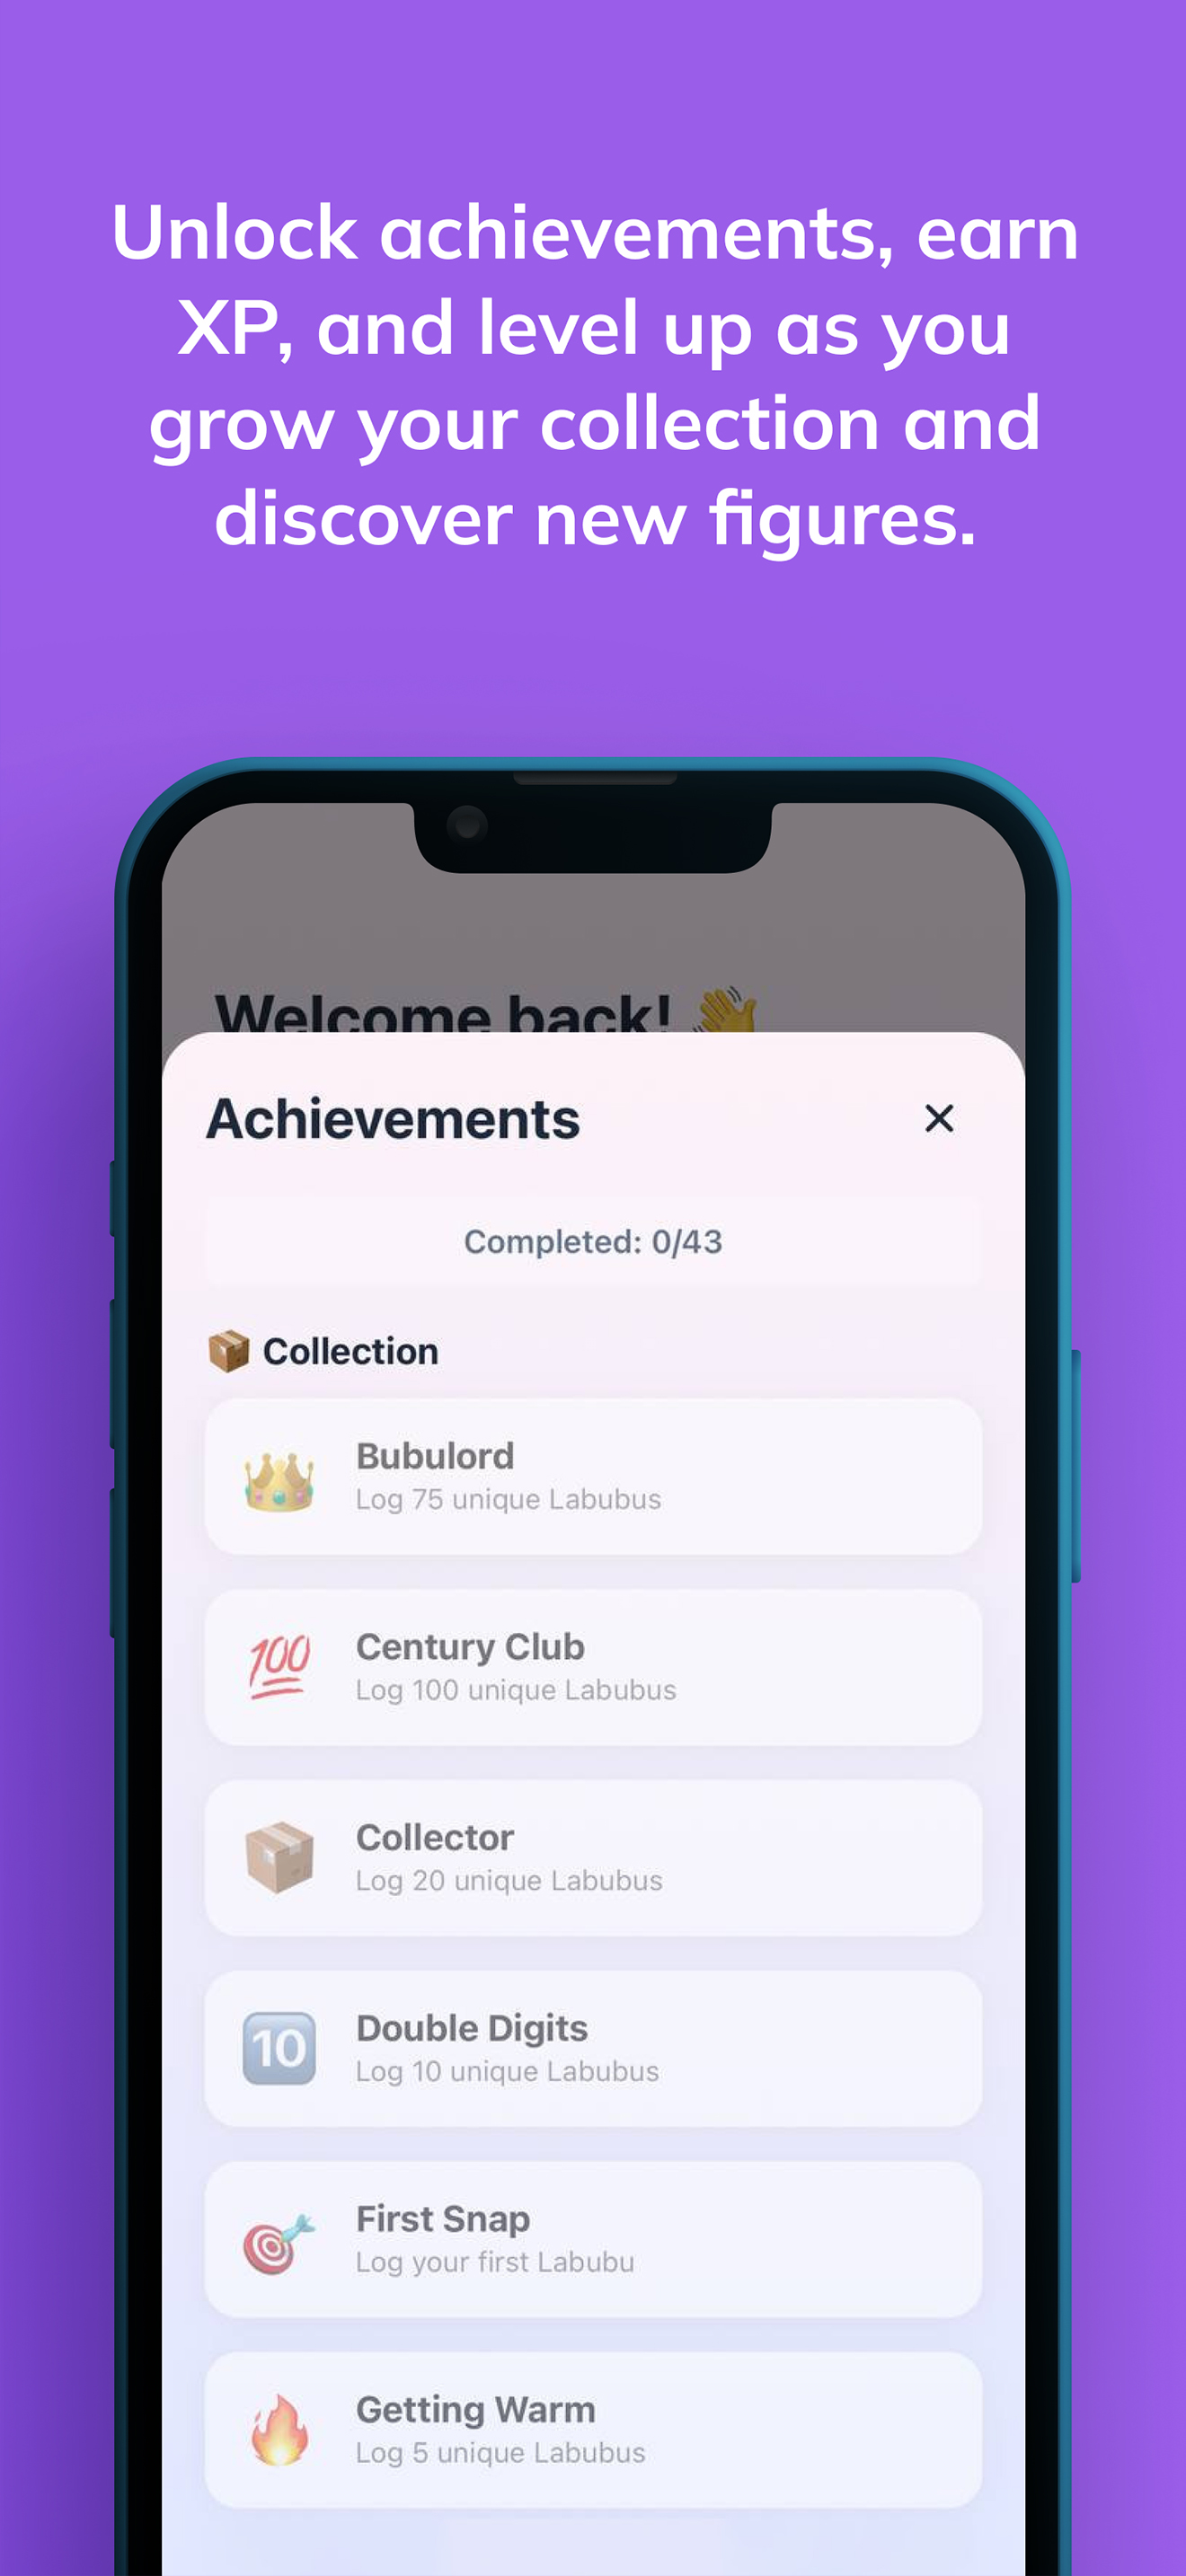 Unlock achievements, earn
XP, and level up as you
grow your collection and
discover new figures.
Welcome back! 👋
Achievements
Completed: 0/43
📦 Collection
Bubulord
Log 75 unique Labubus
💯 Century Club
Log 100 unique Labubus
Collector
Log 20 unique Labubus
🔟 Double Digits
Log 10 unique Labubus
First Snap
Log your first Labubu
Getting Warm
Log 5 unique Labubus